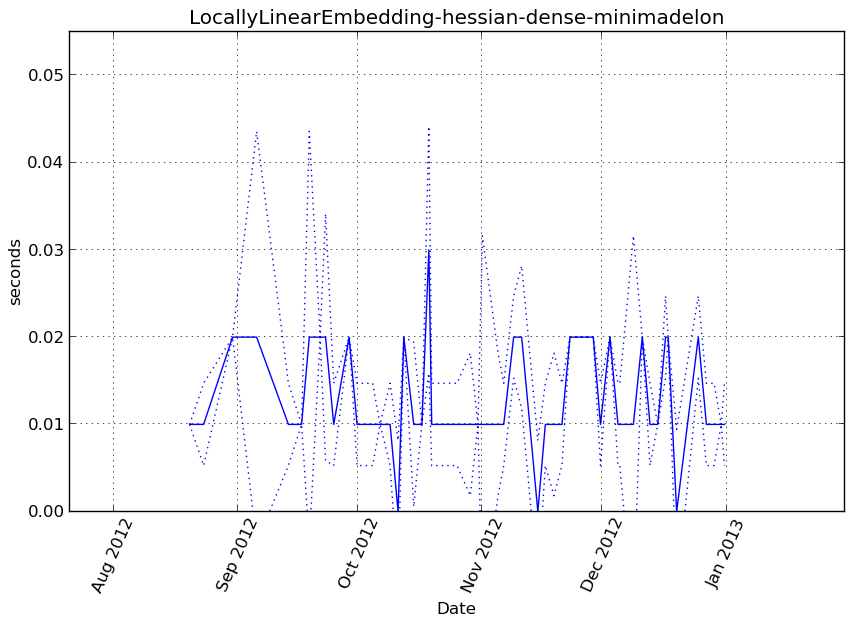 LocallyLinearEmbedding-hessian-dense-minimadelon
0.05
0.04
0.03
0.02
0.01
0.00
seconds
Aug 2012
Sep 2012
Oct 2012
Nov 2012
Dec 2012
Jan 2013
Date